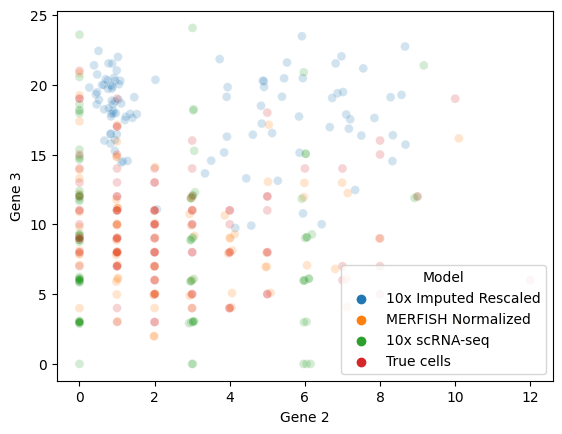 25
20
15
10
5
0
Gene 3
Model
10x Imputed Rescaled
MERFISH Normalized
10x scRNA-seq
True cells
0 2 4 6 8 10 12
Gene 2